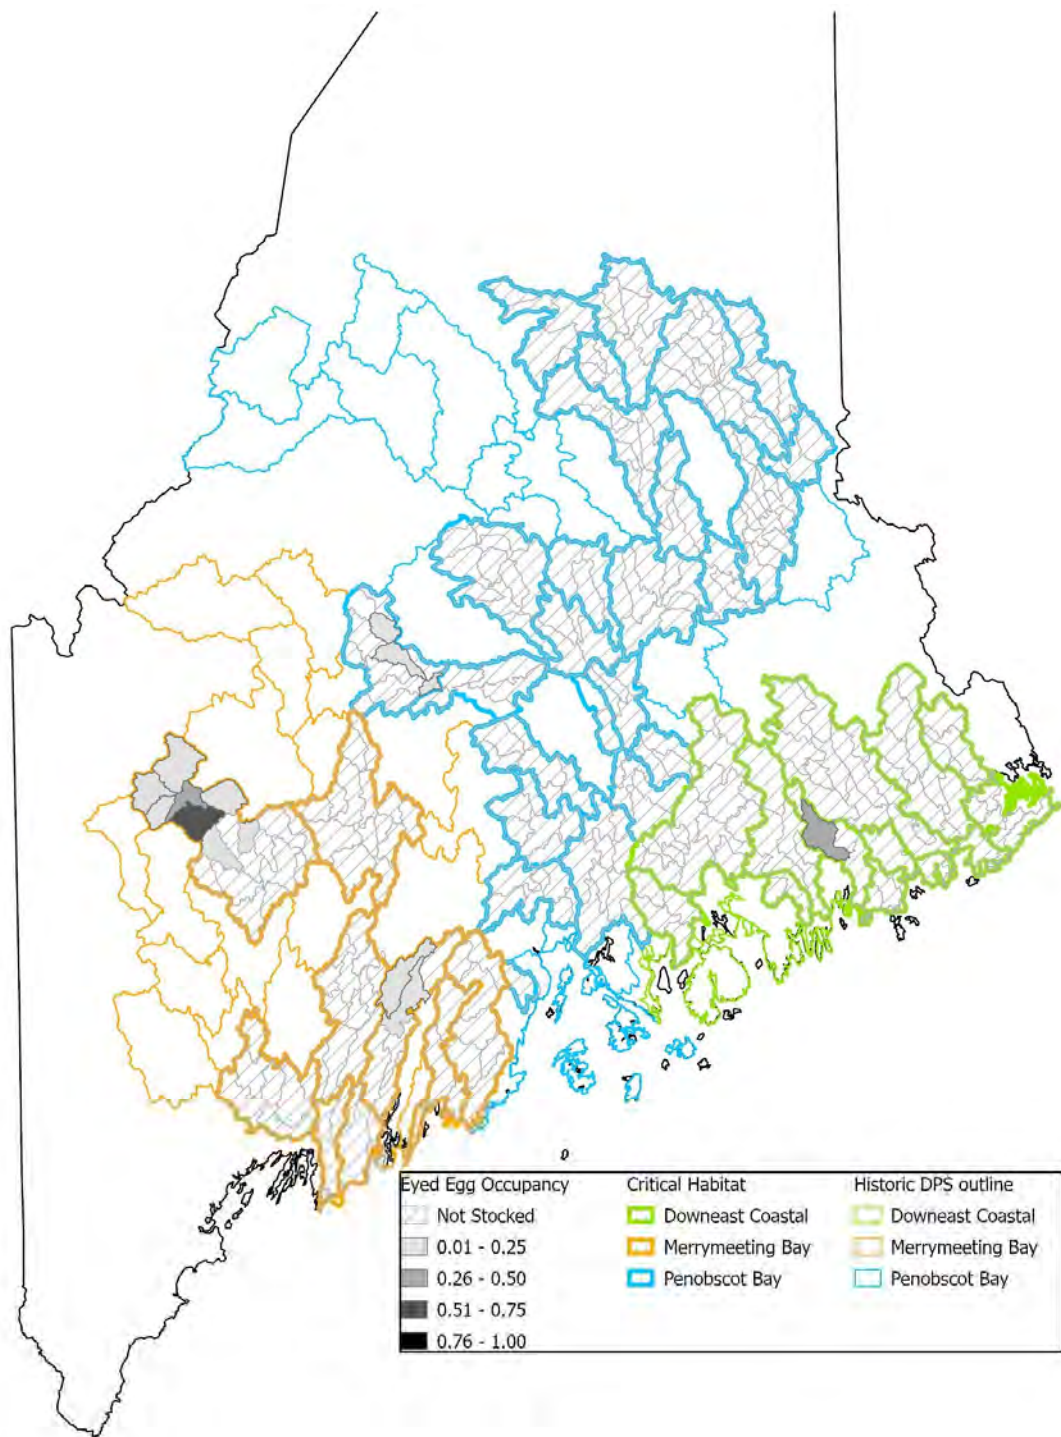 Eyed Egg Occupancy Critical Habitat Historic DPS outline
Not Stocked Downeast Coastal Downeast Coastal
0.01 - 0.25 Merrymeeting Bay Merrymeeting Bay
0.26 - 0.50 Penobscot Bay Penobscot Bay
0.51 - 0.75
0.76 - 1.00